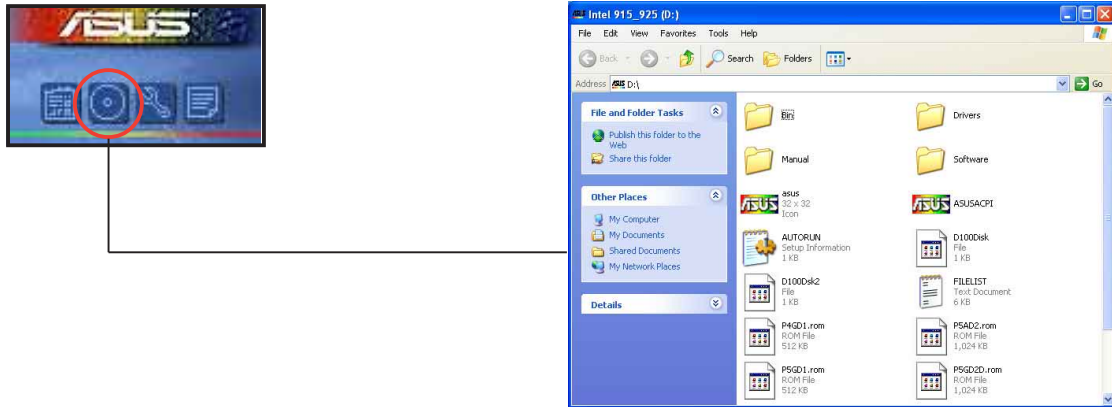 ASUS
Intel 915_925 (D:)
File Edit View Favorites Tools Help
Back Search Folders
Address D:\ Go
File and Folder Tasks
Publish this folder to the
Web
Share this folder
Other Places
My Computer
My Documents
Shared Documents
My Network Places
Details
Bin
Drivers
Manual
Software
asus
32 x 32
Icon
ASUSACPI
AUTORUN
Setup Information
1 KB
D100Disk
File
1 KB
D100Dsk2
File
1 KB
FILELIST
Text Document
6 KB
P4GD1.rom
ROM File
512 KB
P5AD2.rom
ROM File
1,024 KB
P5GD1.rom
ROM File
512 KB
P5GD2D.rom
ROM File
1,024 KB